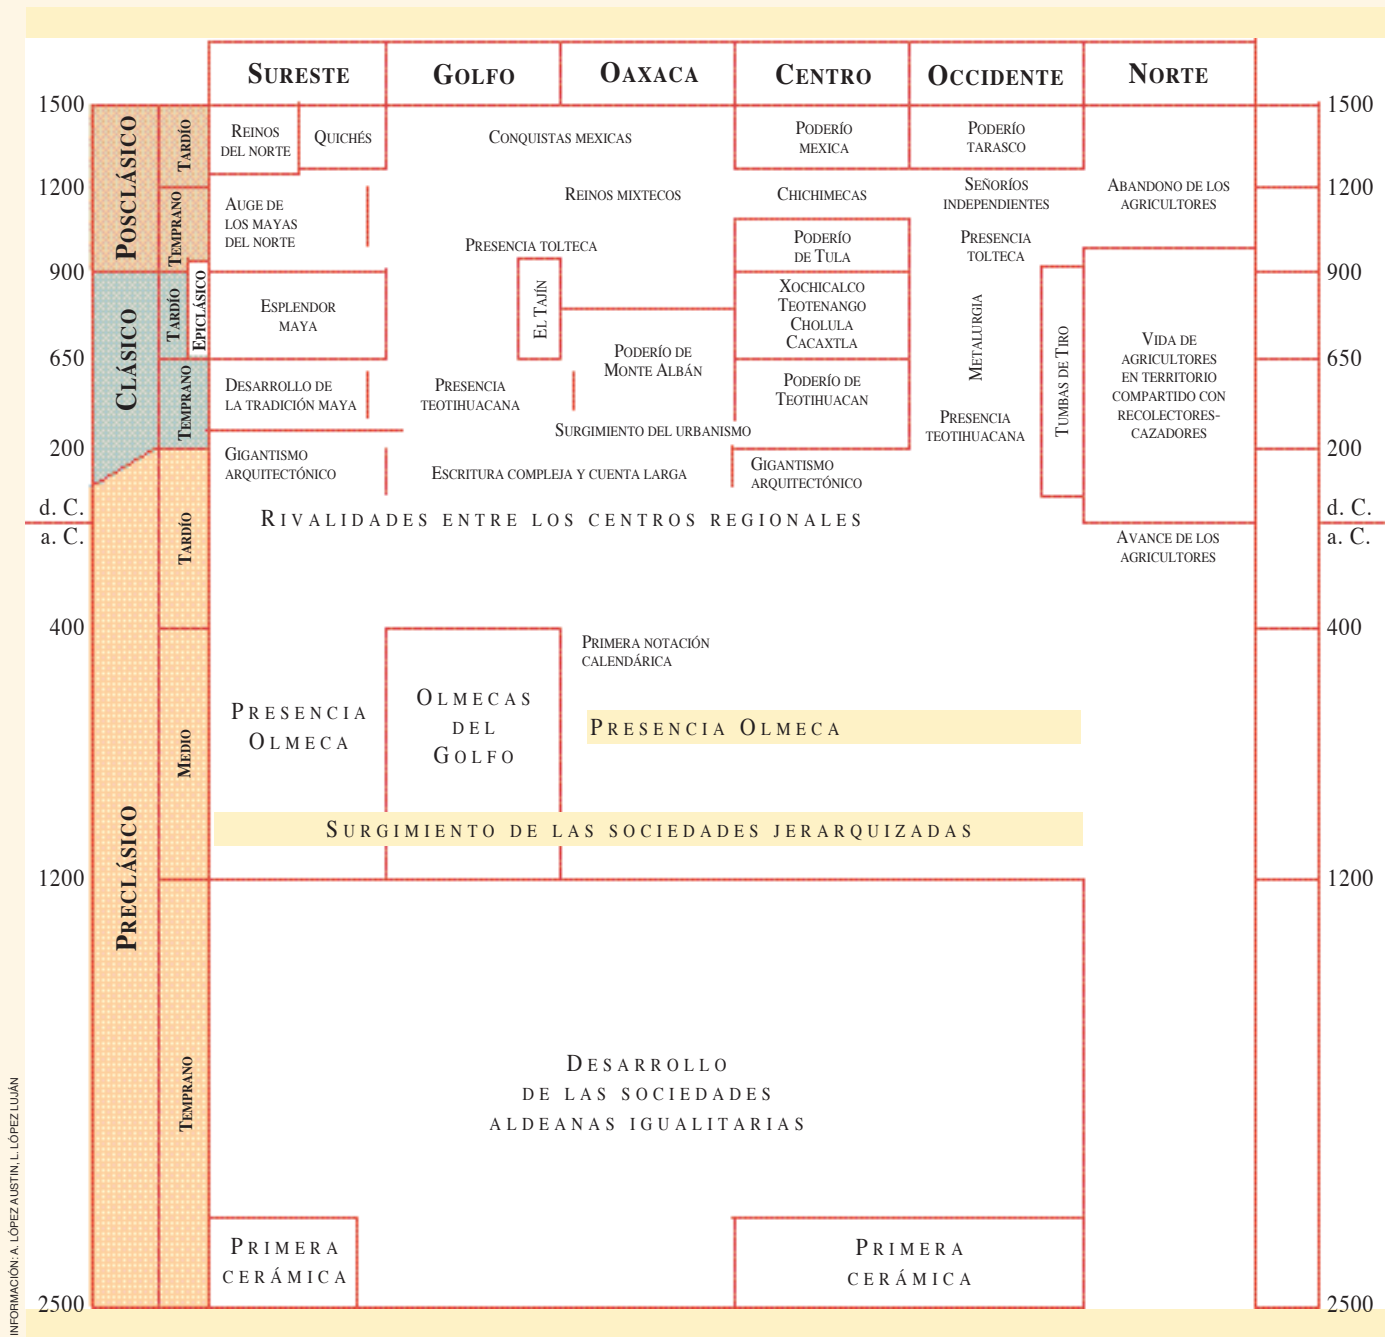 SURESTE
GOLFO
OAXACA
CENTRO
OCCIDENTE
NORTE
1500
1200
900
650
200
d. C.
a. C.
400
1200
2500
POSCLÁSICO
CLÁSICO
PRECLÁSICO
TARDÍO
TEMPRANO
TARDÍO
EPICLÁSICO
TEMPRANO
TARDÍO
MEDIO
TEMPRANO
REINOS
DEL NORTE
QUICHÉS
CONQUISTAS MEXICAS
PODERÍO
MEXICA
PODERÍO
TARASCO
AUGE DE
LOS MAYAS
DEL NORTE
REINOS MIXTECOS
CHICHIMECAS
SEÑORÍOS
INDEPENDIENTES
ABANDONO DE LOS
AGRICULTORES
PRESENCIA TOLTECA
PODERÍO
DE TULA
PRESENCIA
TOLTECA
ESPLENDOR
MAYA
EL TAJÍN
XOCHICALCO
TEOTENANGO
CHOLULA
CACAXTLA
METALURGIA
TUMBAS DE TIRO
VIDA DE
AGRICULTORES
EN TERRITORIO
COMPARTIDO CON
RECOLECTORES-
CAZADORES
PODERÍO DE
MONTE ALBÁN
DESARROLLO DE
LA TRADICIÓN MAYA
PRESENCIA
TEOTIHUACANA
PODERÍO DE
TEOTIHUACAN
PRESENCIA
TEOTIHUACANA
SURGIMIENTO DEL URBANISMO
GIGANTISMO
ARQUITECTÓNICO
ESCRITURA COMPLEJA Y CUENTA LARGA
GIGANTISMO
ARQUITECTÓNICO
RIVALIDADES ENTRE LOS CENTROS REGIONALES
AVANCE DE LOS
AGRICULTORES
PRIMERA NOTACIÓN
CALENDÁRICA
PRESENCIA
OLMECA
OLMECAS
DEL
GOLFO
PRESENCIA OLMECA
SURGIMIENTO DE LAS SOCIEDADES JERARQUIZADAS
DESARROLLO
DE LAS SOCIEDADES
ALDEANAS IGUALITARIAS
PRIMERA
CERÁMICA
PRIMERA
CERÁMICA
1500
1200
900
650
200
d. C.
a. C.
400
1200
2500
INFORMACIÓN: A. LÓPEZ AUSTIN, L. LÓPEZ LUJÁN